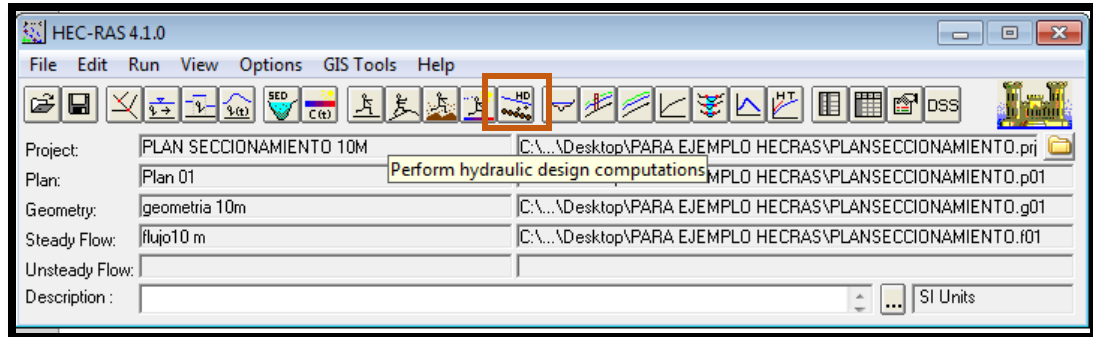 HEC-RAS 4.1.0
File Edit Run View Options GIS Tools Help
SED C(t) HD HT DSS
Project: PLAN SECCIONAMIENTO 10M C:\...\Desktop\PARA EJEMPLO HECRAS\PLANSECCIONAMIENTO.prj
Perform hydraulic design computations
Plan: Plan 01 MPLO HECRAS\PLANSECCIONAMIENTO.p01
Geometry: geometria 10m C:\...\Desktop\PARA EJEMPLO HECRAS\PLANSECCIONAMIENTO.g01
Steady Flow: flujo10 m C:\...\Desktop\PARA EJEMPLO HECRAS\PLANSECCIONAMIENTO.f01
Unsteady Flow:
Description : ... SI Units